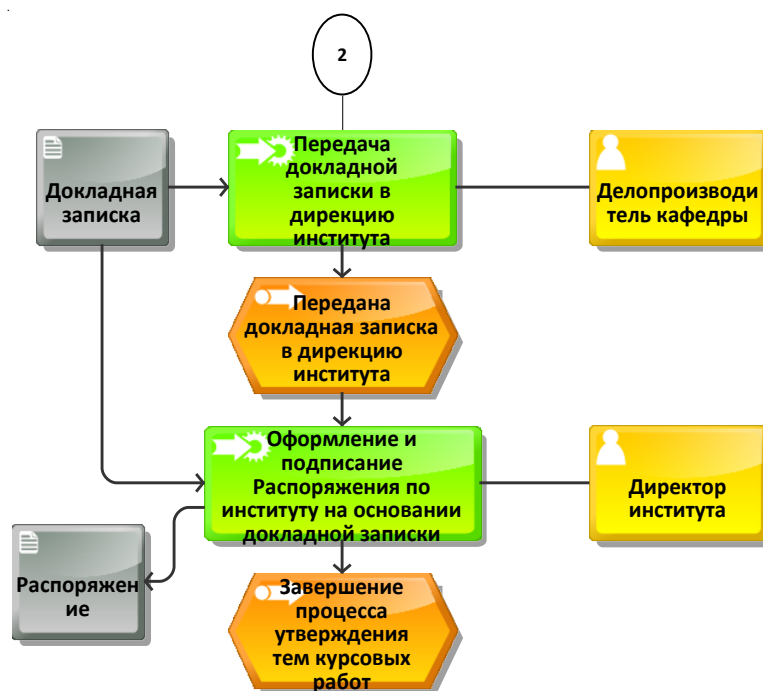 2
Передача
докладной
записки в
дирекцию
института
Докладная
записка
Делопроизводи
тель кафедры
Передана
докладная записка
в дирекцию
института
Оформление и
подписание
Распоряжения по
институту на основании
докладной записки
Директор
института
Распоряжен
ие
Завершение
процесса
утверждения
тем курсовых
работ